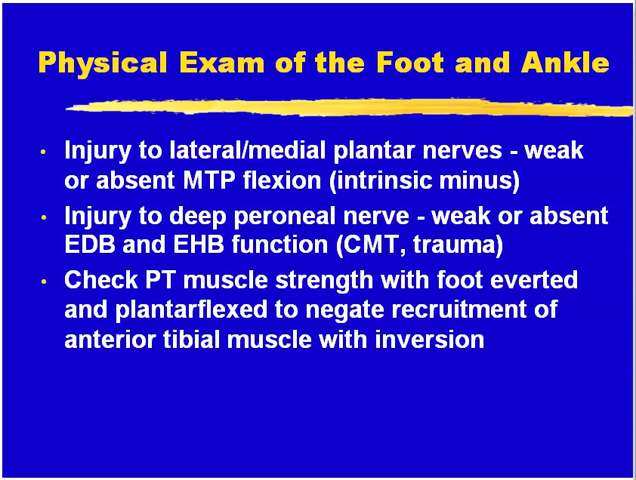 Physical Exam of the Foot and Ankle
• Injury to lateral/medial plantar nerves - weak
or absent MTP flexion (intrinsic minus)
• Injury to deep peroneal nerve - weak or absent
EDB and EHB function (CMT, trauma)
• Check PT muscle strength with foot everted
and plantarflexed to negate recruitment of
anterior tibial muscle with inversion